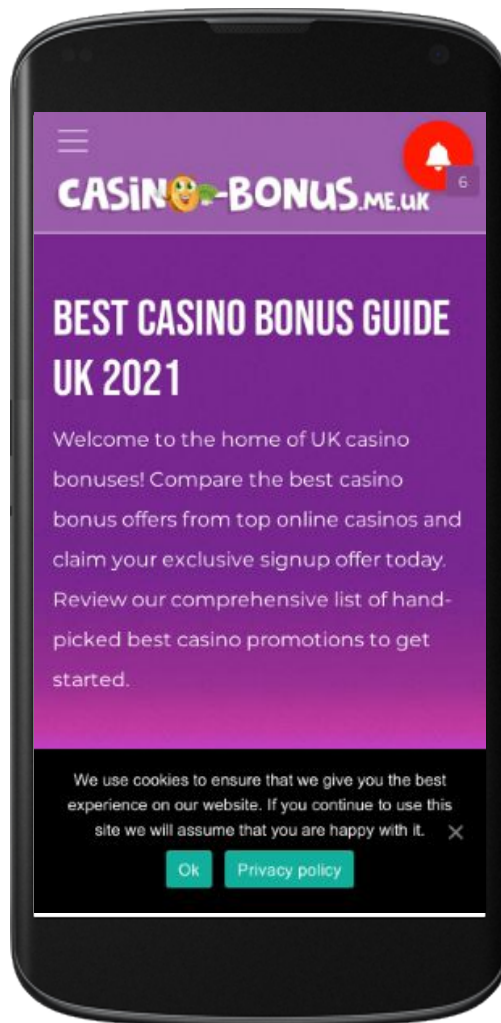 6
CASiNO-BONUS.ME.UK
BEST CASINO BONUS GUIDE
UK 2021
Welcome to the home of UK casino
bonuses! Compare the best casino
bonus offers from top online casinos and
claim your exclusive signup offer today.
Review our comprehensive list of hand-
picked best casino promotions to get
started.
We use cookies to ensure that we give you the best
experience on our website. If you continue to use this
site we will assume that you are happy with it.
Ok Privacy policy